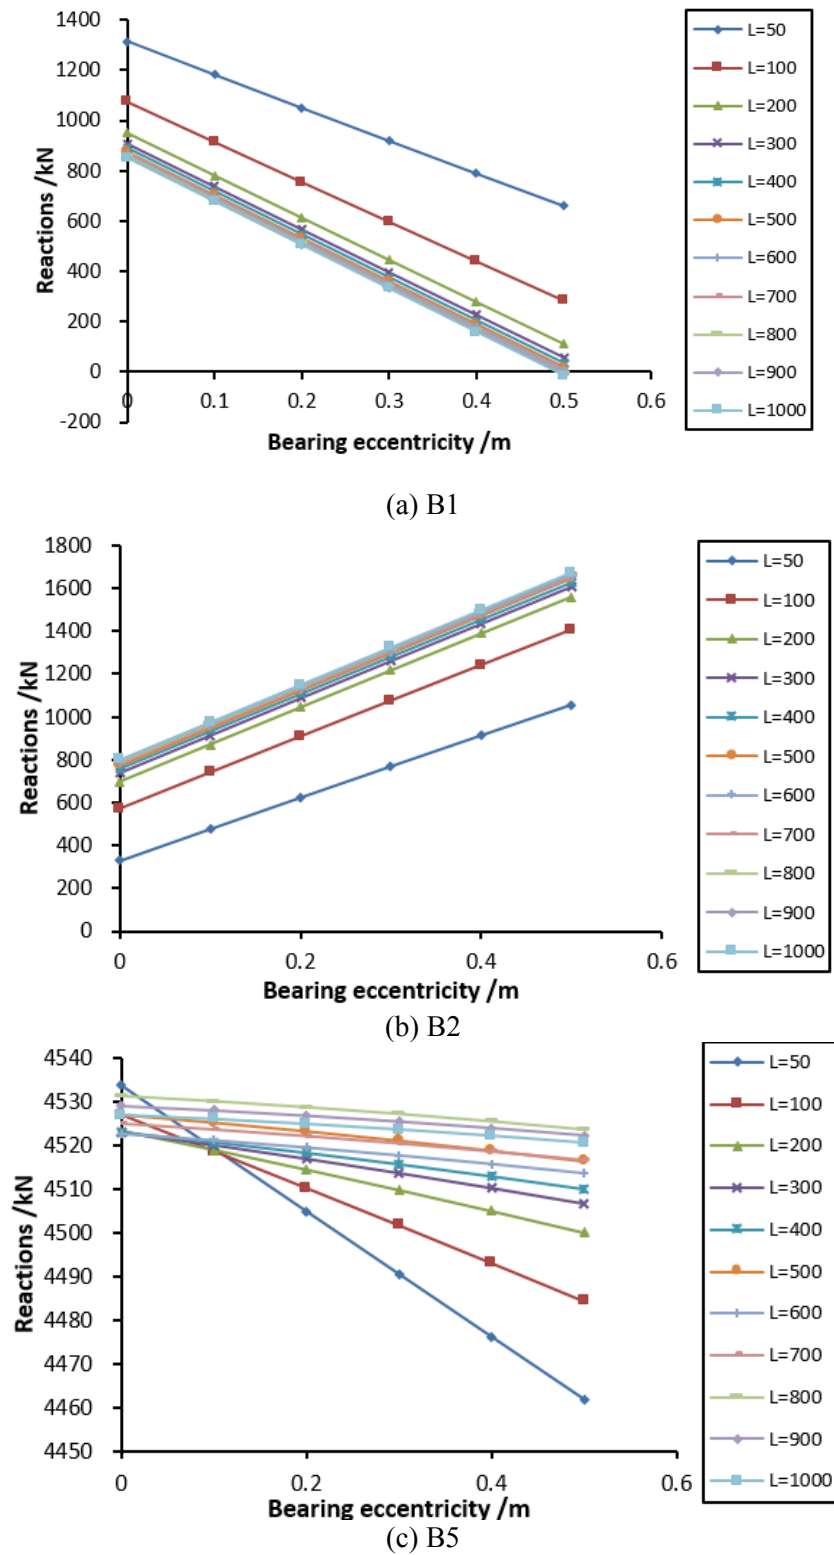 1400
1200
1000
800
600
400
200
0
-200
Reactions /kN
0 0.1 0.2 0.3 0.4 0.5 0.6
Bearing eccentricity /m
L=50
L=100
L=200
L=300
L=400
L=500
L=600
L=700
L=800
L=900
L=1000
(a) B1
1800
1600
1400
1200
1000
800
600
400
200
0
Reactions /kN
0 0.2 0.4 0.6
Bearing eccentricity /m
L=50
L=100
L=200
L=300
L=400
L=500
L=600
L=700
L=800
L=900
L=1000
(b) B2
4540
4530
4520
4510
4500
4490
4480
4470
4460
4450
Reactions /kN
0 0.2 0.4 0.6
Bearing eccentricity /m
L=50
L=100
L=200
L=300
L=400
L=500
L=600
L=700
L=800
L=900
L=1000
(c) B5